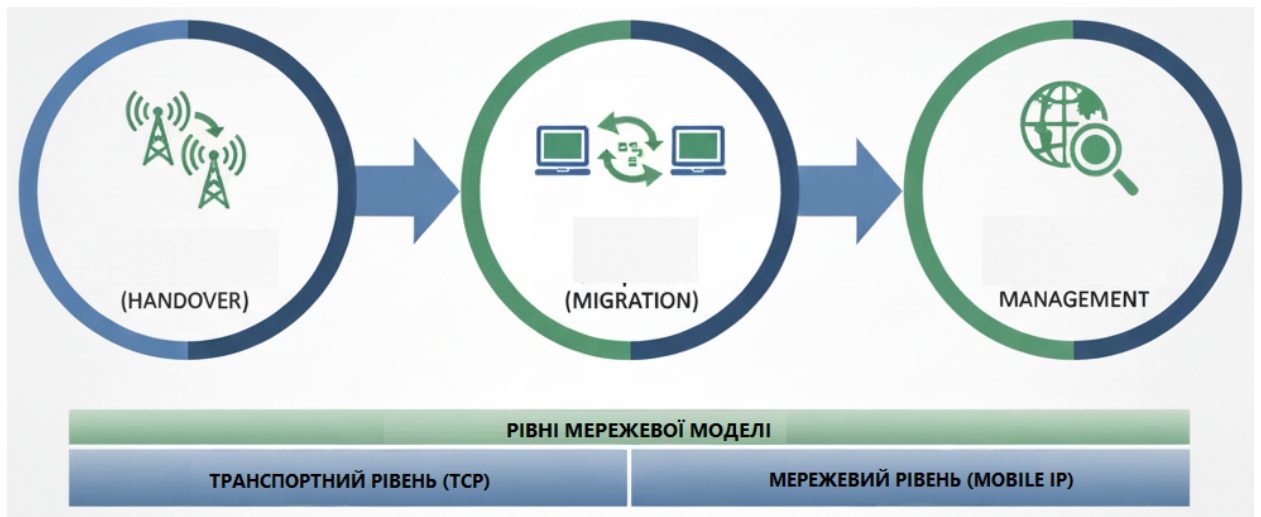 (HANDOVER)
(MIGRATION)
MANAGEMENT
РІВНІ МЕРЕЖЕВОЇ МОДЕЛІ
ТРАНСПОРТНИЙ РІВЕНЬ (TCP)
МЕРЕЖЕВИЙ РІВЕНЬ (MOBILE IP)